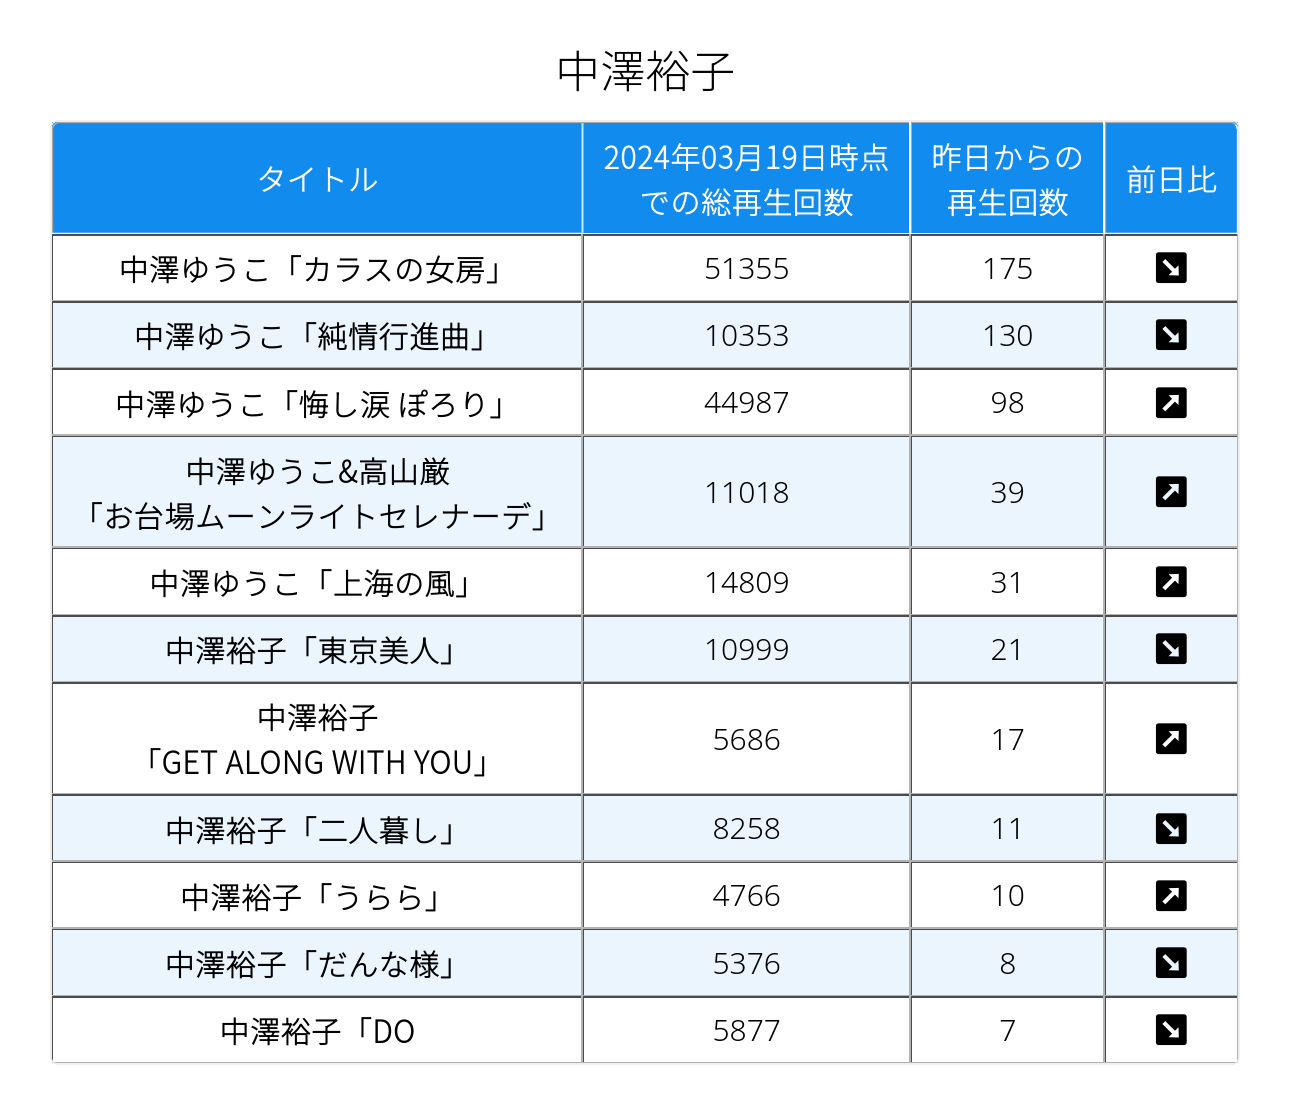 中澤裕子
タイトル
2024年03月19日時点
での総再生回数
昨日からの
再生回数
前日比
中澤ゆうこ「カラスの女房」 51355 175
中澤ゆうこ「純情行進曲」 10353 130
中澤ゆうこ「悔し涙 ぽろり」 44987 98
中澤ゆうこ&高山厳
「お台場ムーンライトセレナーデ」 11018 39
中澤ゆうこ「上海の風」 14809 31
中澤裕子「東京美人」 10999 21
中澤裕子
「GET ALONG WITH YOU」 5686 17
中澤裕子「二人暮し」 8258 11
中澤裕子「うらら」 4766 10
中澤裕子「だんな様」 5376 8
中澤裕子「DO 5877 7